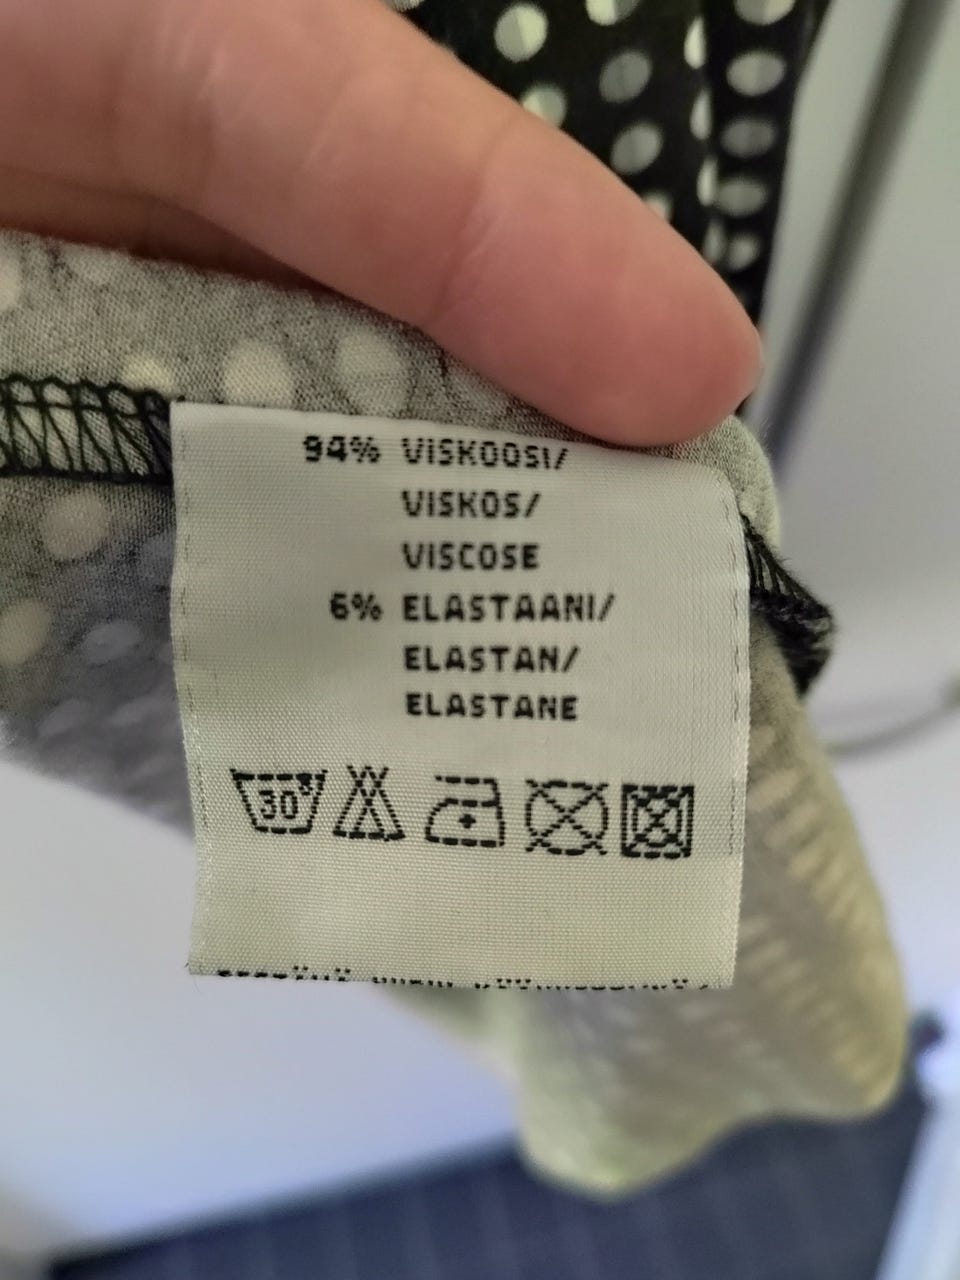 94% VISKOOSI/
VISKOS/
VISCOSE
6% ELASTAANI/
ELASTAN/
ELASTANE
30°